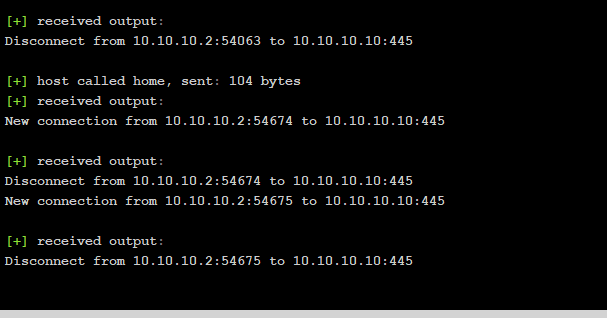 [+] received output:
Disconnect from 10.10.10.2:54063 to 10.10.10.10:445
[+] host called home, sent: 104 bytes
[+] received output:
New connection from 10.10.10.2:54674 to 10.10.10.10:445
[+] received output:
Disconnect from 10.10.10.2:54674 to 10.10.10.10:445
New connection from 10.10.10.2:54675 to 10.10.10.10:445
[+] received output:
Disconnect from 10.10.10.2:54675 to 10.10.10.10:445